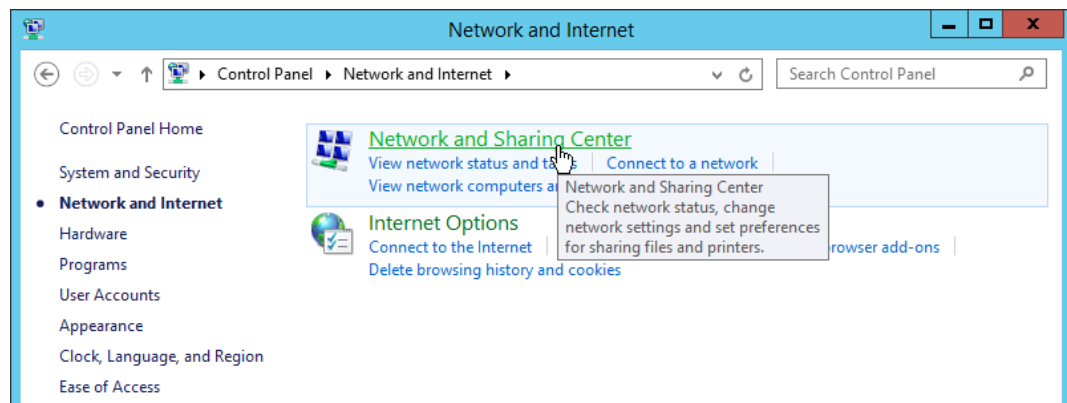 Network and Internet
Control Panel Network and Internet
Search Control Panel
Control Panel Home
System and Security
Network and Internet
Hardware
Programs
User Accounts
Appearance
Clock, Language, and Region
Ease of Access
Network and Sharing Center
View network status and Connect to a network
View network computers
Network and Sharing Center
Check network status, change
network settings and set preferences
for sharing files and printers.
Internet Options
Connect to the Internet rowser add-ons
Delete browsing history and cookies